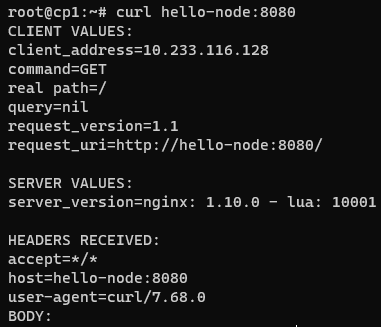 root@cp1:~# curl hello-node:8080
CLIENT VALUES:
client_address=10.233.116.128
command=GET
real path=/
query=nil
request_version=1.1
request_uri=http://hello-node:8080/

SERVER VALUES:
server_version=nginx: 1.10.0 - lua: 10001

HEADERS RECEIVED:
accept=*/*
host=hello-node:8080
user-agent=curl/7.68.0
BODY: